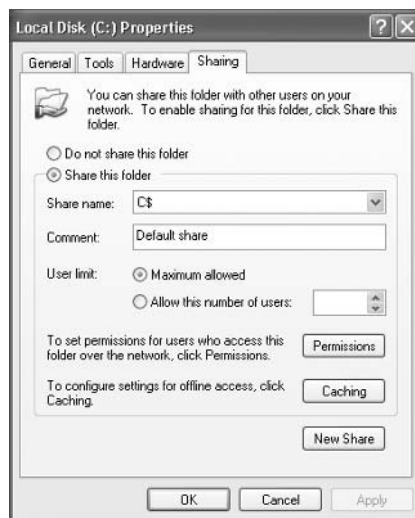 Local Disk (C:) Properties
General Tools Hardware Sharing
You can share this folder with other users on your
network. To enable sharing for this folder, click Share this
folder.
Do not share this folder
Share this folder
Share name: C$
Comment: Default share
User limit: Maximum allowed
Allow this number of users:
To set permissions for users who access this
folder over the network, click Permissions.
Permissions
To configure settings for offline access, click
Caching.
Caching
New Share
OK Cancel Apply